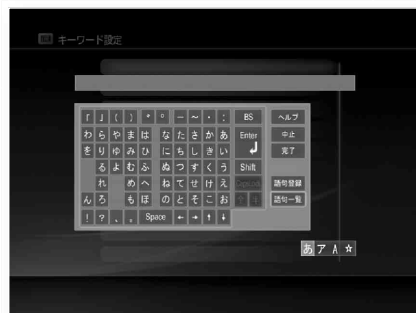 キーワード設定
「 」 ( ) ゛ ゜ ー ～ ・ : BS ヘルプ
わ ら や ま は な た さ か あ Enter 中止
を り ゆ み ひ に ち し き い 完了
る よ む ふ ぬ つ す く う Shift
れ め へ ね て せ け え CapsLock 語句登録
ん ろ も ほ の と そ こ お 語句一覧
! ? 、 。 Space ← → ↑ ↓
あ ア A ☆